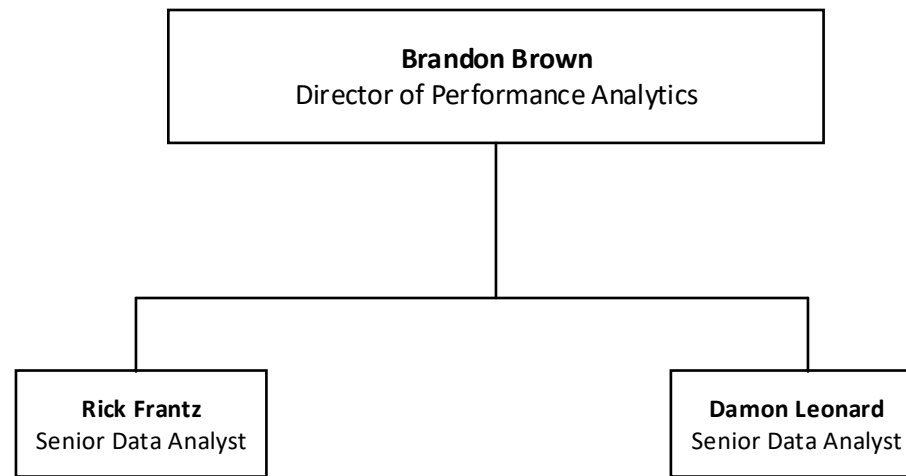 Brandon Brown
Director of Performance Analytics
Rick Frantz
Senior Data Analyst
Damon Leonard
Senior Data Analyst